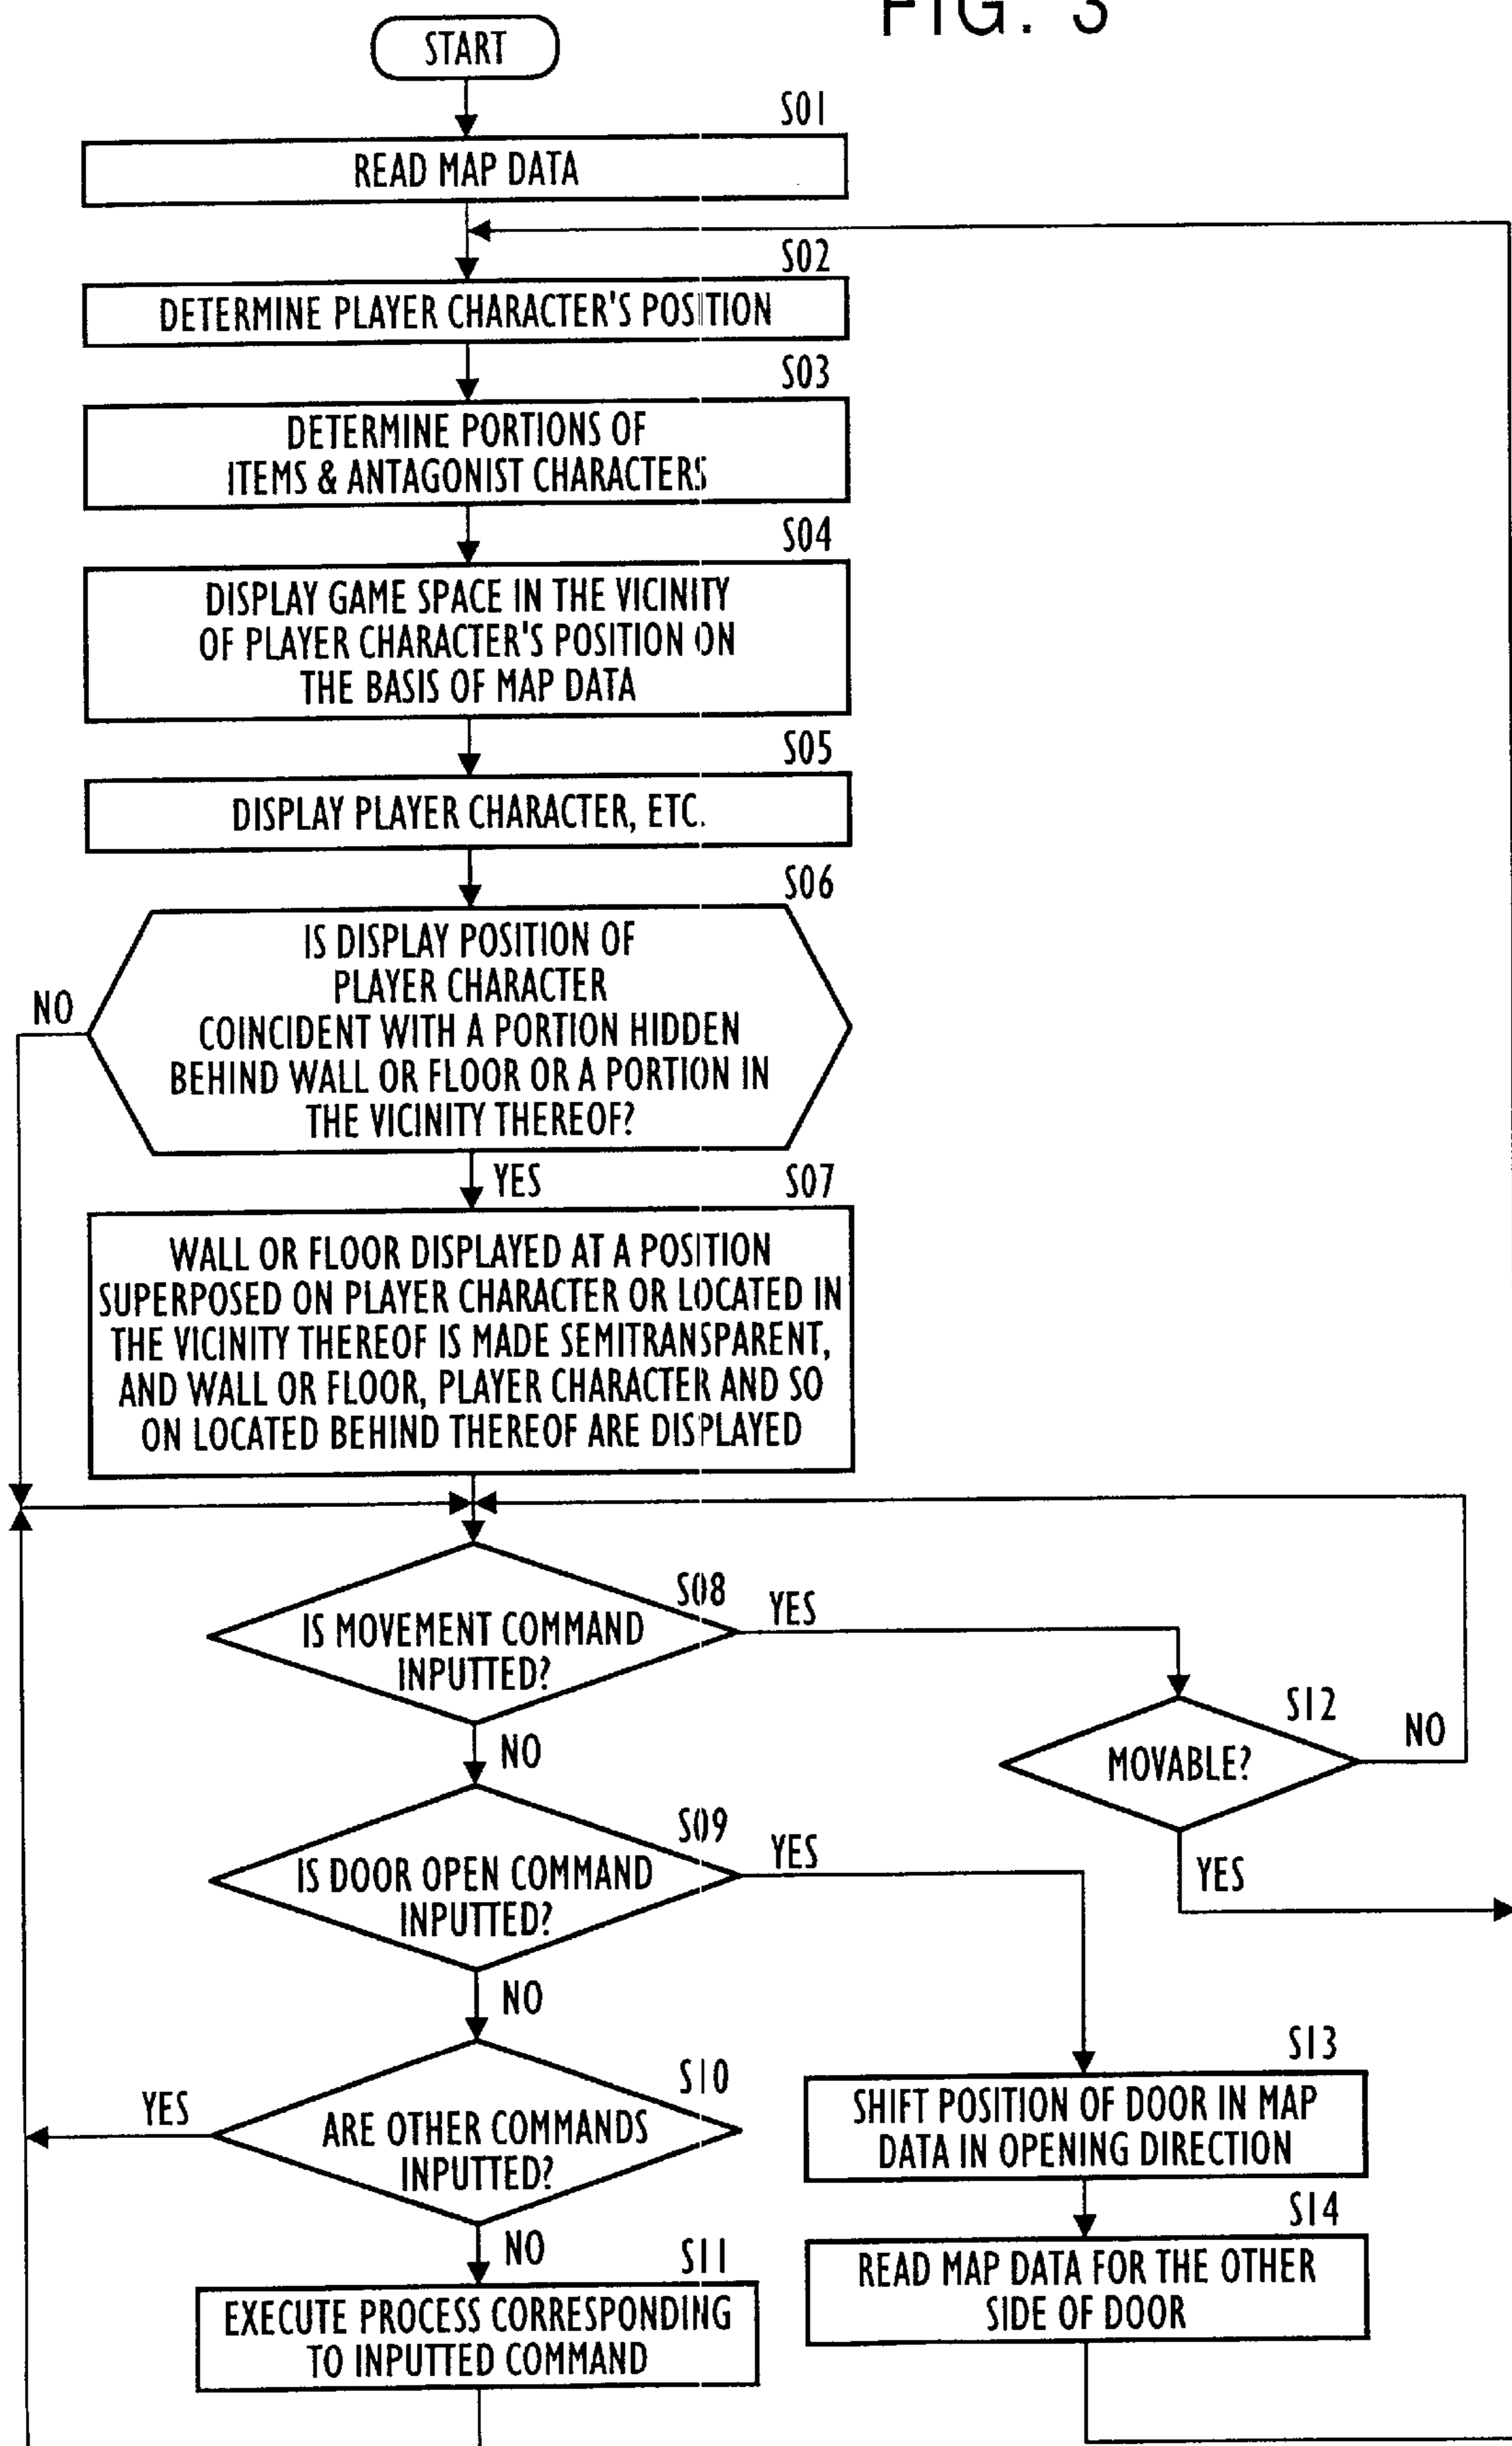 FIG. 3
START
S01
READ MAP DATA
S02
DETERMINE PLAYER CHARACTER'S POSITION
S03
DETERMINE PORTIONS OF
ITEMS & ANTAGONIST CHARACTERS
S04
DISPLAY GAME SPACE IN THE VICINITY
OF PLAYER CHARACTER'S POSITION ON
THE BASIS OF MAP DATA
S05
DISPLAY PLAYER CHARACTER, ETC.
S06
IS DISPLAY POSITION OF
PLAYER CHARACTER
COINCIDENT WITH A PORTION HIDDEN
BEHIND WALL OR FLOOR OR A PORTION IN
THE VICINITY THEREOF?
NO
YES
S07
WALL OR FLOOR DISPLAYED AT A POSITION
SUPERPOSED ON PLAYER CHARACTER OR LOCATED IN
THE VICINITY THEREOF IS MADE SEMITRANSPARENT,
AND WALL OR FLOOR, PLAYER CHARACTER AND SO
ON LOCATED BEHIND THEREOF ARE DISPLAYED
S08
IS MOVEMENT COMMAND
INPUTTED?
YES
NO
S12
MOVABLE?
NO
YES
S09
IS DOOR OPEN COMMAND
INPUTTED?
YES
NO
S10
ARE OTHER COMMANDS
INPUTTED?
YES
NO
S13
SHIFT POSITION OF DOOR IN MAP
DATA IN OPENING DIRECTION
S14
READ MAP DATA FOR THE OTHER
SIDE OF DOOR
S11
EXECUTE PROCESS CORRESPONDING
TO INPUTTED COMMAND